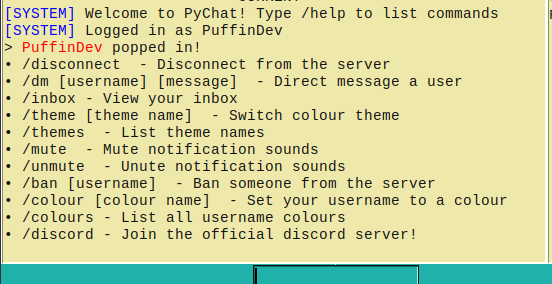 [SYSTEM] Welcome to PyChat! Type /help to list commands
[SYSTEM] Logged in as PuffinDev
> PuffinDev popped in!
• /disconnect  - Disconnect from the server
• /dm [username] [message]  - Direct message a user
• /inbox - View your inbox
• /theme [theme name]  - Switch colour theme
• /themes  - List theme names
• /mute  - Mute notification sounds
• /unmute  - Unute notification sounds
• /ban [username]  - Ban someone from the server
• /colour [colour name]  - Set your username to a colour
• /colours - List all username colours
• /discord - Join the official discord server!